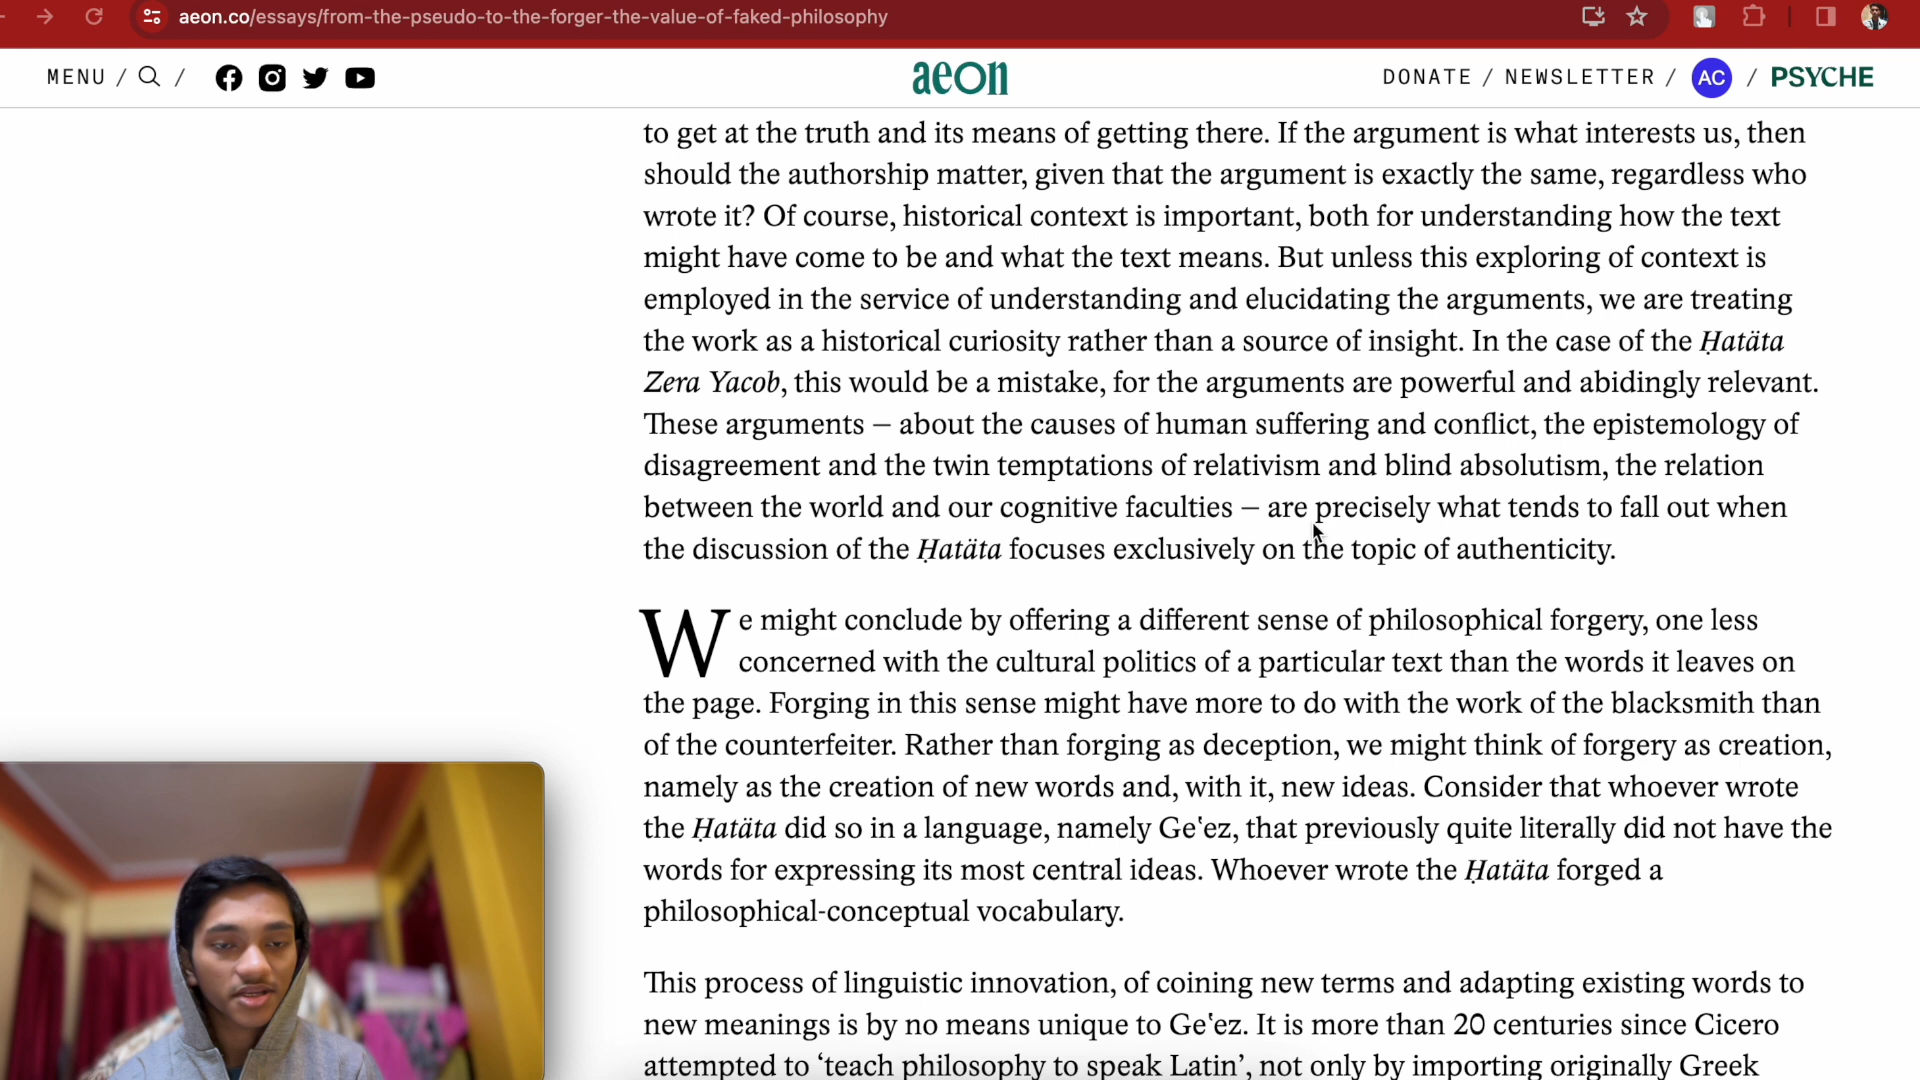 aeon.co/essays/from-the-pseudo-to-the-forger-the-value-of-faked-philosophy
MENU / /
aeon
DONATE / NEWSLETTER / AC / PSYCHE
to get at the truth and its means of getting there. If the argument is what interests us, then
should the authorship matter, given that the argument is exactly the same, regardless who
wrote it? Of course, historical context is important, both for understanding how the text
might have come to be and what the text means. But unless this exploring of context is
employed in the service of understanding and elucidating the arguments, we are treating
the work as a historical curiosity rather than a source of insight. In the case of the Ḥatäta
Zera Yacob, this would be a mistake, for the arguments are powerful and abidingly relevant.
These arguments – about the causes of human suffering and conflict, the epistemology of
disagreement and the twin temptations of relativism and blind absolutism, the relation
between the world and our cognitive faculties – are precisely what tends to fall out when
the discussion of the Ḥatäta focuses exclusively on the topic of authenticity.
We might conclude by offering a different sense of philosophical forgery, one less
concerned with the cultural politics of a particular text than the words it leaves on
the page. Forging in this sense might have more to do with the work of the blacksmith than
of the counterfeiter. Rather than forging as deception, we might think of forgery as creation,
namely as the creation of new words and, with it, new ideas. Consider that whoever wrote
the Ḥatäta did so in a language, namely Geʽez, that previously quite literally did not have the
words for expressing its most central ideas. Whoever wrote the Ḥatäta forged a
philosophical-conceptual vocabulary.
This process of linguistic innovation, of coining new terms and adapting existing words to
new meanings is by no means unique to Geʽez. It is more than 20 centuries since Cicero
attempted to ‘teach philosophy to speak Latin’, not only by importing originally Greek